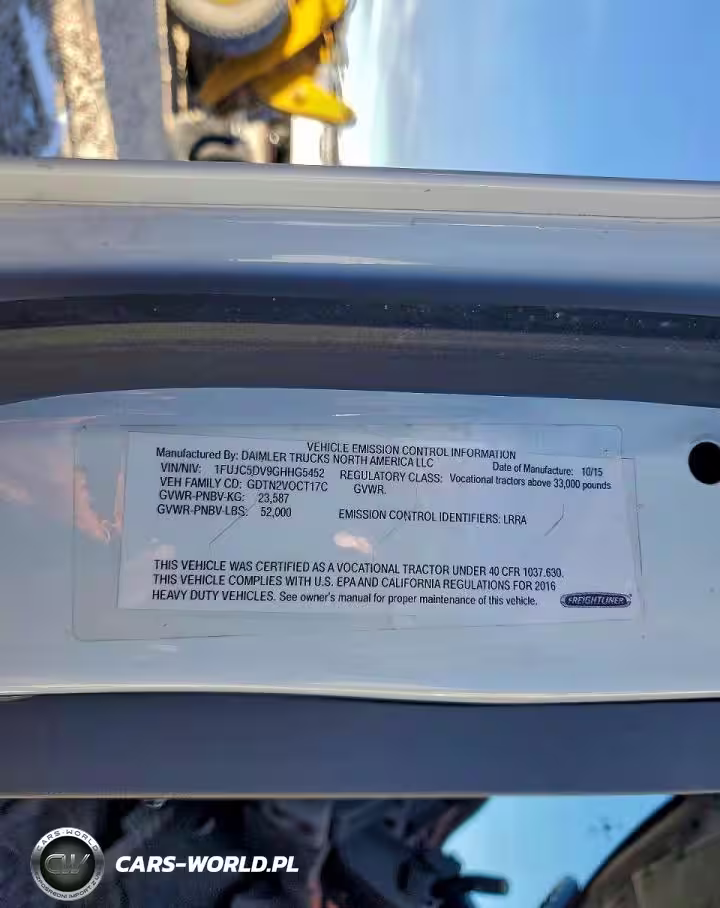 VEHICLE EMISSION CONTROL INFORMATION
Manufactured By: DAIMLER TRUCKS NORTH AMERICA LLC Date of Manufacture: 10/15
VIN/NIV: 1FUJC5DV9GHHG5452 REGULATORY CLASS: Vocational tractors above 33,000 pounds
VEH FAMILY CD: GDTN2VOCT17C GVWR.
GVWR-PNBV-KG: 23,587
GVWR-PNBV-LBS: 52,000 EMISSION CONTROL IDENTIFIERS: LRRA
THIS VEHICLE WAS CERTIFIED AS A VOCATIONAL TRACTOR UNDER 40 CFR 1037.630.
THIS VEHICLE COMPLIES WITH U.S. EPA AND CALIFORNIA REGULATIONS FOR 2016
HEAVY DUTY VEHICLES. See owner's manual for proper maintenance of this vehicle. FREIGHTLINER
CARS-WORLD
CW
CARS-WORLD.PL